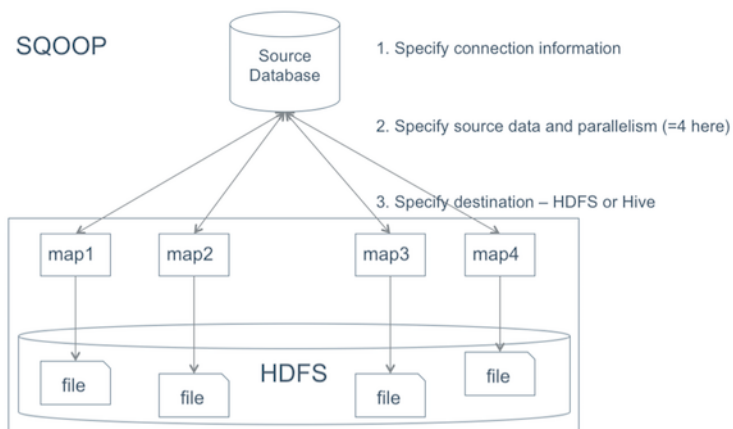 SQOOP
Source
Database
1. Specify connection information
2. Specify source data and parallelism (=4 here)
3. Specify destination – HDFS or Hive
map1
map2
map3
map4
HDFS
file
file
file
file